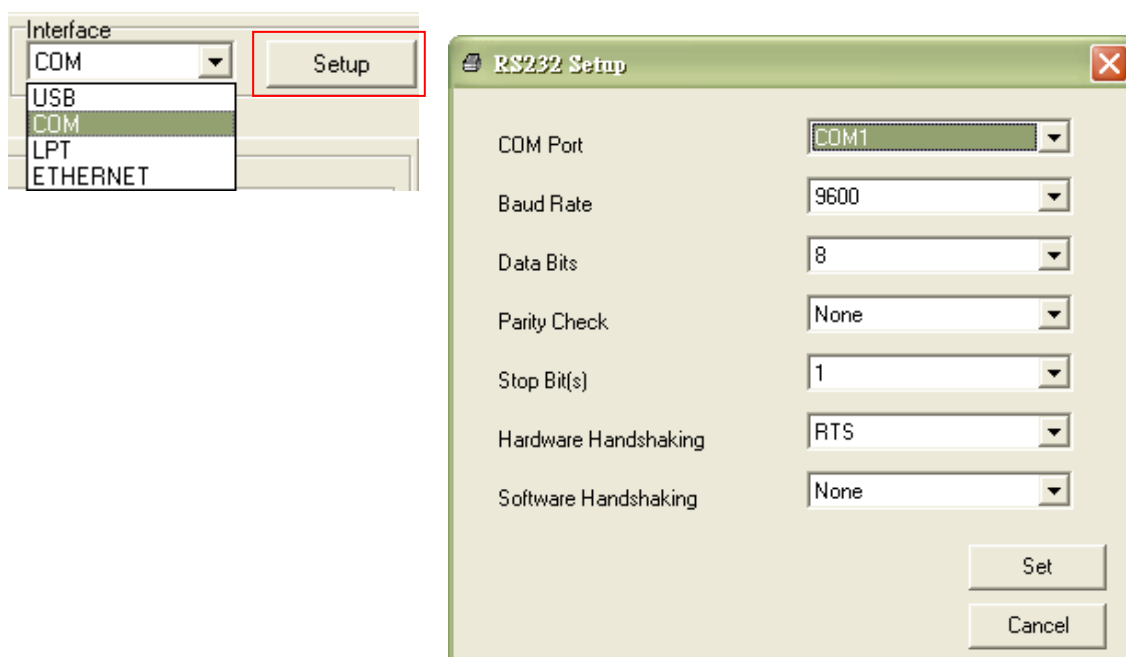 Interface
COM
Setup
USB
COM
LPT
ETHERNET
RS232 Setup
COM Port COM1
Baud Rate 9600
Data Bits 8
Parity Check None
Stop Bit(s) 1
Hardware Handshaking RTS
Software Handshaking None
Set
Cancel